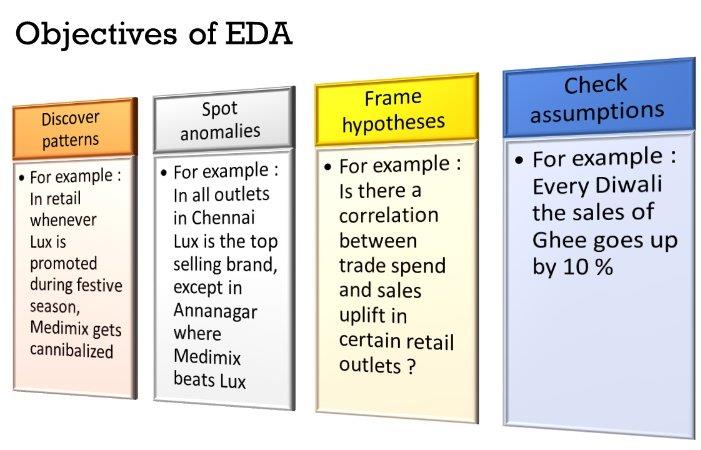 Objectives of EDA
Discover
patterns
• For example :
In retail
whenever
Lux is
promoted
during festive
season,
Medimix gets
cannibalized
Spot
anomalies
• For example :
In all outlets
in Chennai
Lux is the top
selling brand,
except in
Annanagar
where
Medimix
beats Lux
Frame
hypotheses
• For example :
Is there a
correlation
between
trade spend
and sales
uplift in
certain retail
outlets ?
Check
assumptions
• For example :
Every Diwali
the sales of
Ghee goes up
by 10 %